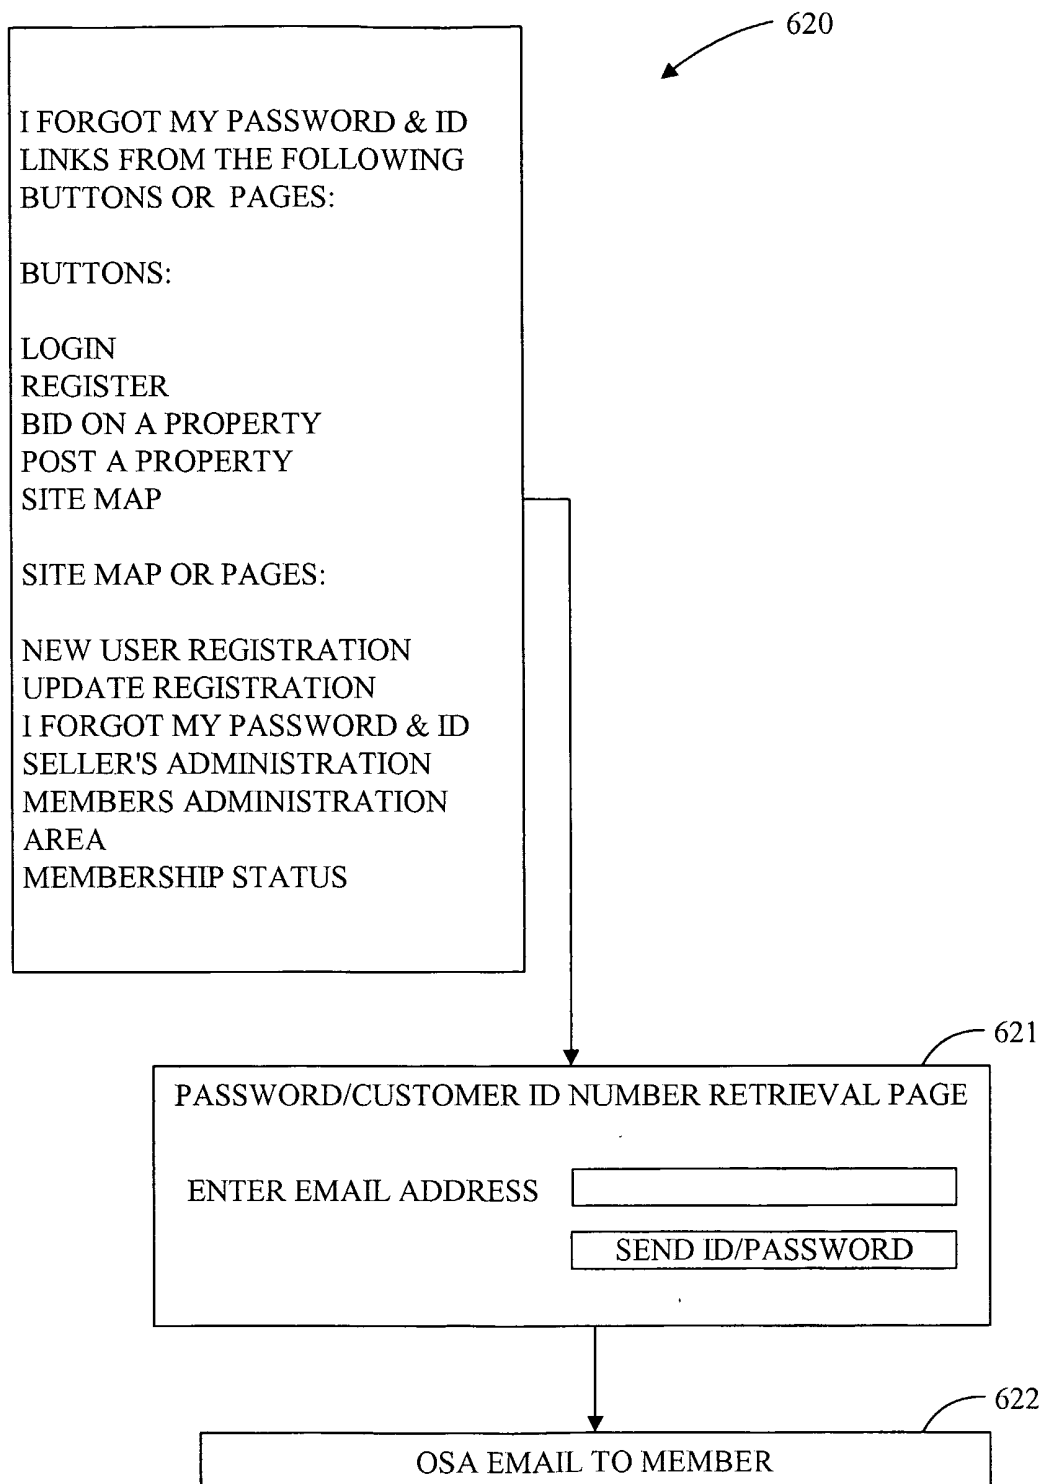 620
I FORGOT MY PASSWORD & ID
LINKS FROM THE FOLLOWING
BUTTONS OR PAGES:
BUTTONS:
LOGIN
REGISTER
BID ON A PROPERTY
POST A PROPERTY
SITE MAP
SITE MAP OR PAGES:
NEW USER REGISTRATION
UPDATE REGISTRATION
I FORGOT MY PASSWORD & ID
SELLER'S ADMINISTRATION
MEMBERS ADMINISTRATION
AREA
MEMBERSHIP STATUS
621
PASSWORD/CUSTOMER ID NUMBER RETRIEVAL PAGE
ENTER EMAIL ADDRESS
SEND ID/PASSWORD
622
OSA EMAIL TO MEMBER